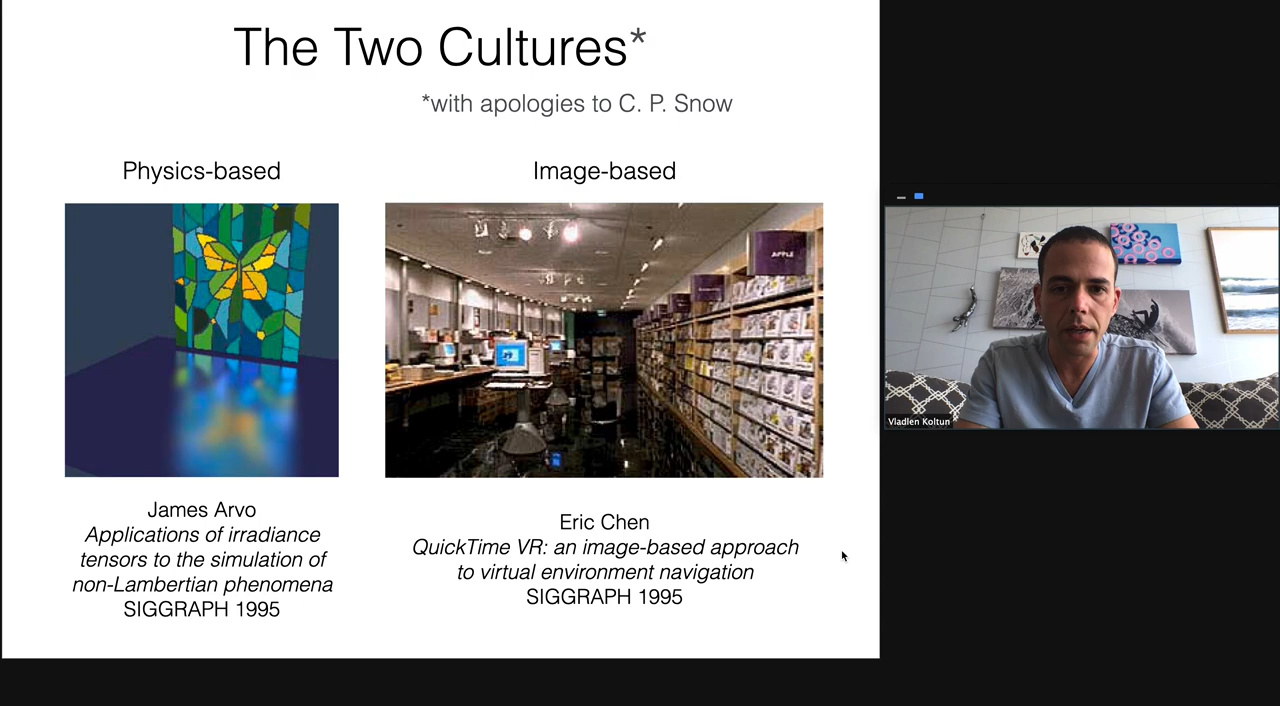 The Two Cultures*
*with apologies to C. P. Snow
Physics-based
Image-based
APPLE
James Arvo
Applications of irradiance
tensors to the simulation of
non-Lambertian phenomena
SIGGRAPH 1995
Eric Chen
QuickTime VR: an image-based approach
to virtual environment navigation
SIGGRAPH 1995
Vladlen Koltun